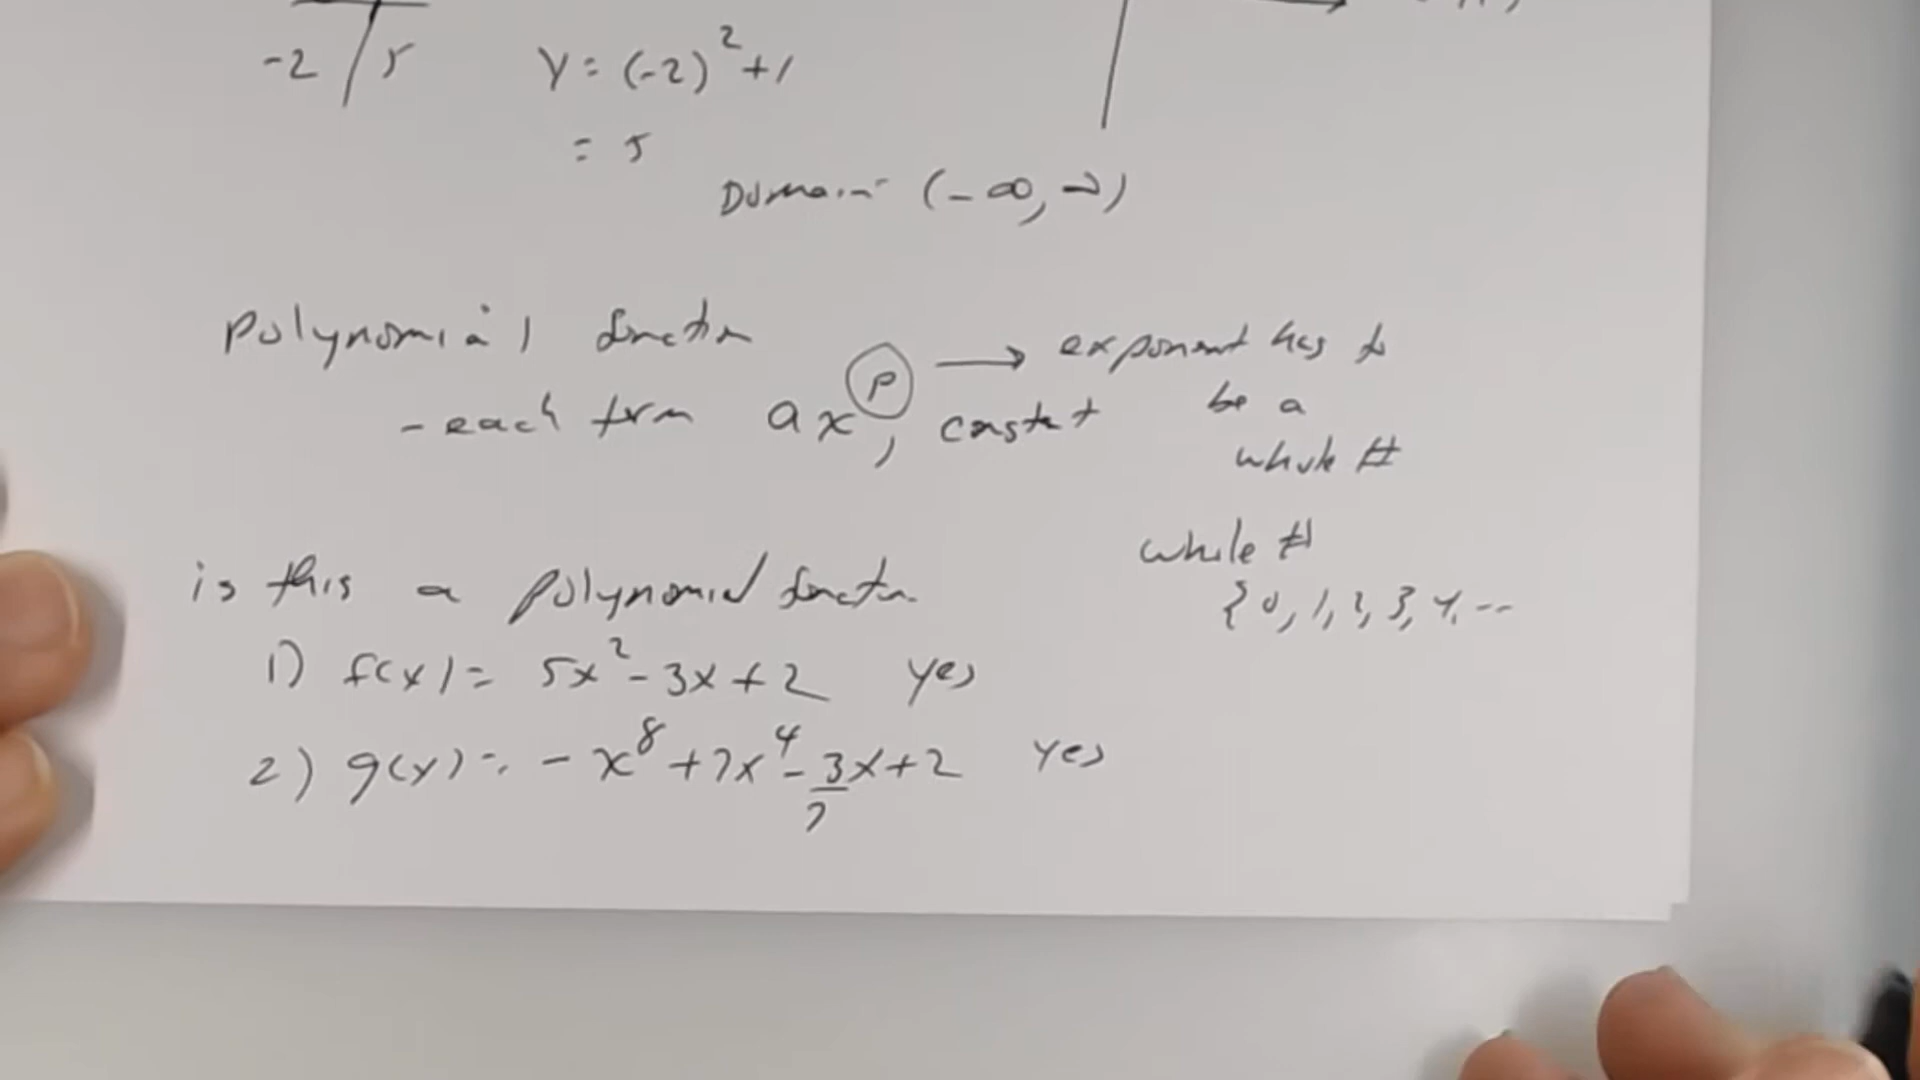 -2 | 5 y = (-2)² + 1
= 5
Domain (-∞, ∞)
Polynomial function
- each term ax^p, constant → exponent has to
be a
whole #
whole #
{0, 1, 2, 3, 4, ...
is this a polynomial function
1) f(x) = 5x² - 3x + 2 yes
2) g(x) = -x⁸ + 7x⁴ - 3/2x + 2 yes